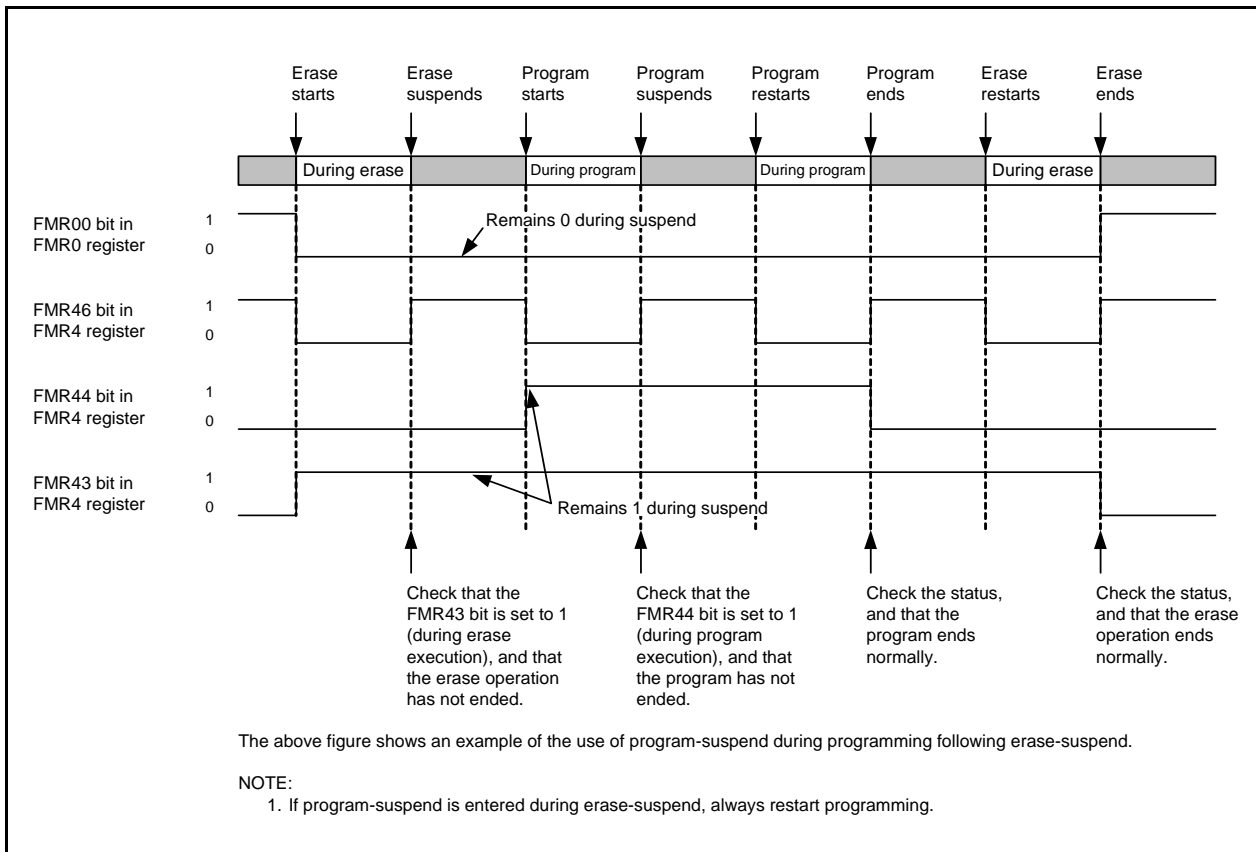 Erase starts
Erase suspends
Program starts
Program suspends
Program restarts
Program ends
Erase restarts
Erase ends
During erase
During program
During program
During erase
FMR00 bit in
FMR0 register
1
0
Remains 0 during suspend
FMR46 bit in
FMR4 register
1
0
FMR44 bit in
FMR4 register
1
0
FMR43 bit in
FMR4 register
1
0
Remains 1 during suspend
Check that the
FMR43 bit is set to 1
(during erase
execution), and that
the erase operation
has not ended.
Check that the
FMR44 bit is set to 1
(during program
execution), and that
the program has not
ended.
Check the status,
and that the
program ends
normally.
Check the status,
and that the erase
operation ends
normally.
The above figure shows an example of the use of program-suspend during programming following erase-suspend.
NOTE:
1. If program-suspend is entered during erase-suspend, always restart programming.